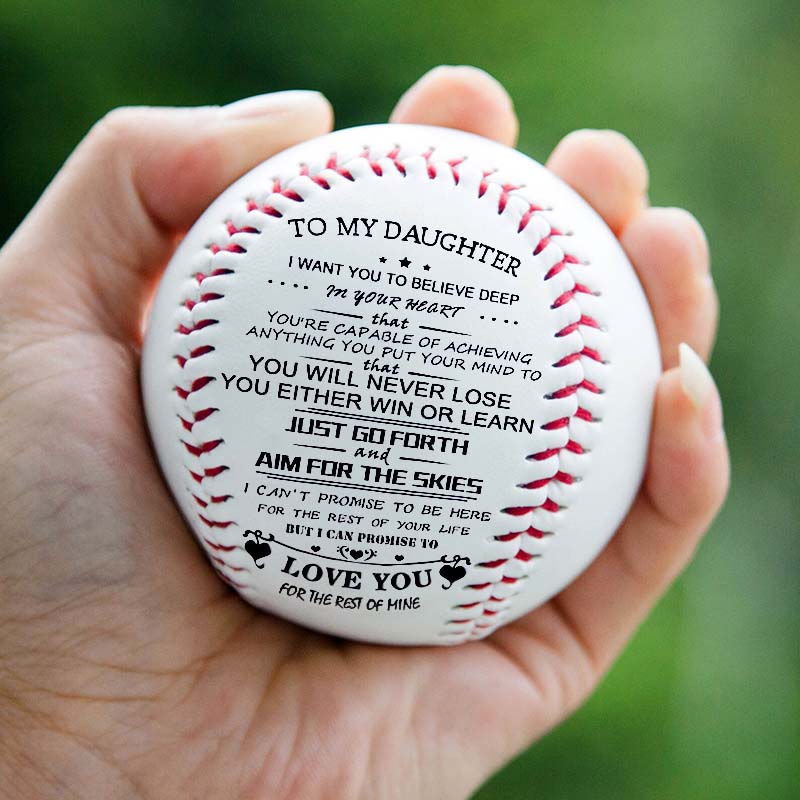 TO MY DAUGHTER
I WANT YOU TO BELIEVE DEEP
IN YOUR HEART
that
YOU'RE CAPABLE OF ACHIEVING
ANYTHING YOU PUT YOUR MIND TO
that
YOU WILL NEVER LOSE
YOU EITHER WIN OR LEARN
JUST GO FORTH
and
AIM FOR THE SKIES
I CAN'T PROMISE TO BE HERE
FOR THE REST OF YOUR LIFE
BUT I CAN PROMISE TO
LOVE YOU
FOR THE REST OF MINE